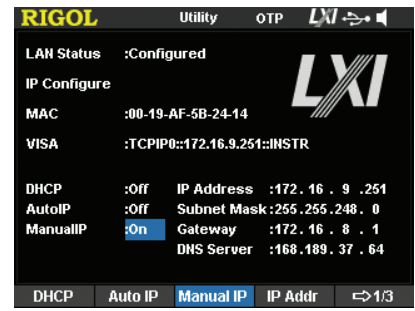 RIGOL Utility OTP LXI
LAN Status :Configured
IP Configure
LXI
MAC :00-19-AF-5B-24-14
VISA :TCPIP0::172.16.9.251::INSTR
DHCP :Off IP Address :172. 16 . 9 .251
AutoIP :Off Subnet Mask:255.255.248. 0
ManualIP :On Gateway :172. 16 . 8 . 1
DNS Server :168.189. 37 . 64
DHCP Auto IP Manual IP IP Addr ⇨1/3